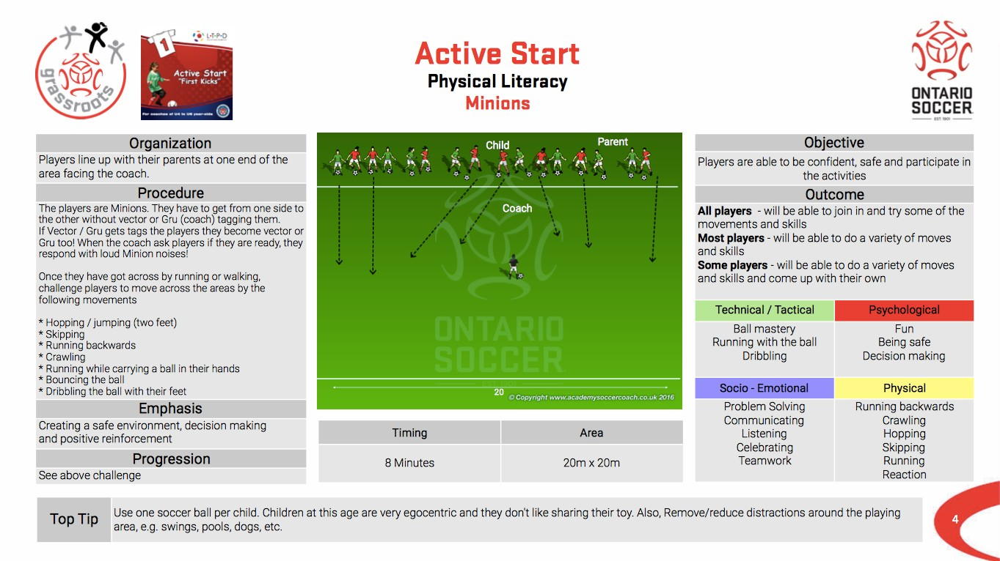 grassroots
1
L·T·P·D
Active Start
"First Kicks"
For coaches of U4 to U6 year-olds
Active Start
Physical Literacy
Minions
ONTARIO
SOCCER
EST. 1901
Organization
Players line up with their parents at one end of the
area facing the coach.
Procedure
The players are Minions. They have to get from one side to
the other without vector or Gru (coach) tagging them.
If Vector / Gru gets tags the players they become vector or
Gru too! When the coach ask players if they are ready, they
respond with loud Minion noises!
Once they have got across by running or walking,
challenge players to move across the areas by the
following movements
* Hopping / jumping (two feet)
* Skipping
* Running backwards
* Crawling
* Running while carrying a ball in their hands
* Bouncing the ball
* Dribbling the ball with their feet
Emphasis
Creating a safe environment, decision making
and positive reinforcement
Progression
See above challenge
Child
Parent
Coach
ONTARIO
SOCCER
EST. 1901
20
© Copyright www.academysoccercoach.co.uk 2016
Timing
Area
8 Minutes
20m x 20m
Objective
Players are able to be confident, safe and participate in
the activities
Outcome
All players - will be able to join in and try some of the
movements and skills
Most players - will be able to do a variety of moves
and skills
Some players - will be able to do a variety of moves
and skills and come up with their own
Technical / Tactical
Ball mastery
Running with the ball
Dribbling
Psychological
Fun
Being safe
Decision making
Socio - Emotional
Problem Solving
Communicating
Listening
Celebrating
Teamwork
Physical
Running backwards
Crawling
Hopping
Skipping
Running
Reaction
Top Tip
Use one soccer ball per child. Children at this age are very egocentric and they don't like sharing their toy. Also, Remove/reduce distractions around the playing
area, e.g. swings, pools, dogs, etc.
4